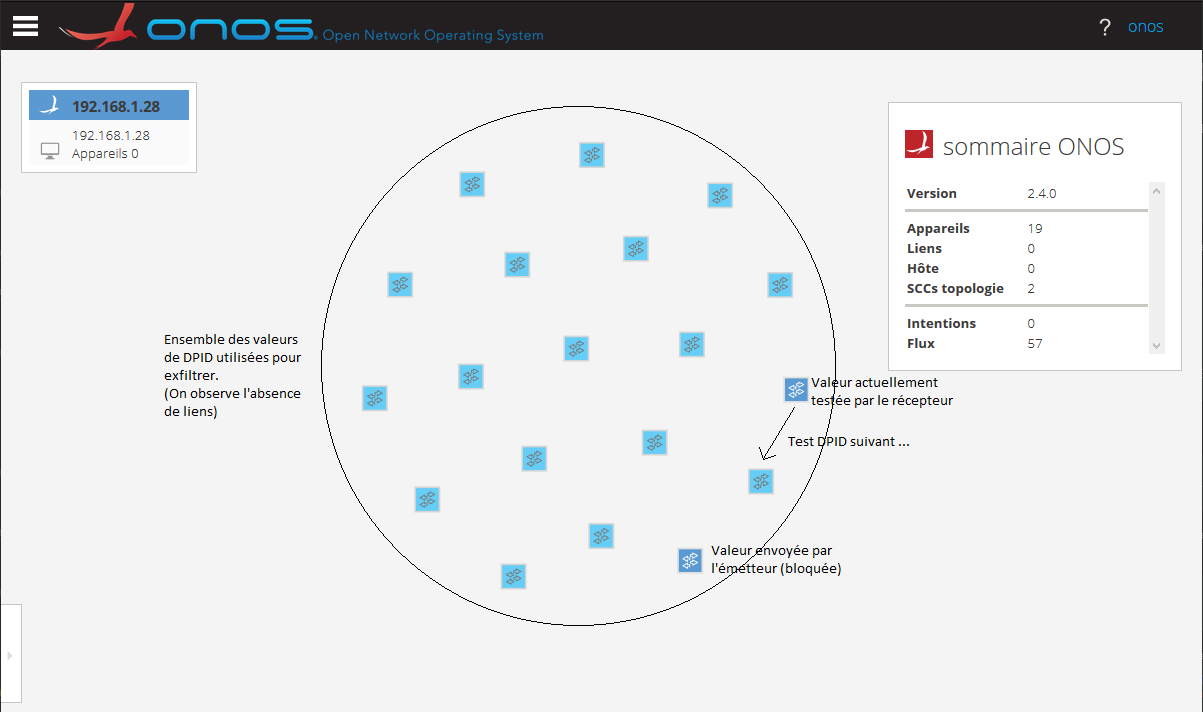 onos Open Network Operating System
? onos
192.168.1.28
192.168.1.28
Appareils 0
sommaire ONOS
Version 2.4.0
Appareils 19
Liens 0
Hôte 0
SCCs topologie 2
Intentions 0
Flux 57
Ensemble des valeurs
de DPID utilisées pour
exfiltrer.
(On observe l'absence
de liens)
Valeur actuellement
testée par le récepteur
Test DPID suivant ...
Valeur envoyée par
l'émetteur (bloquée)